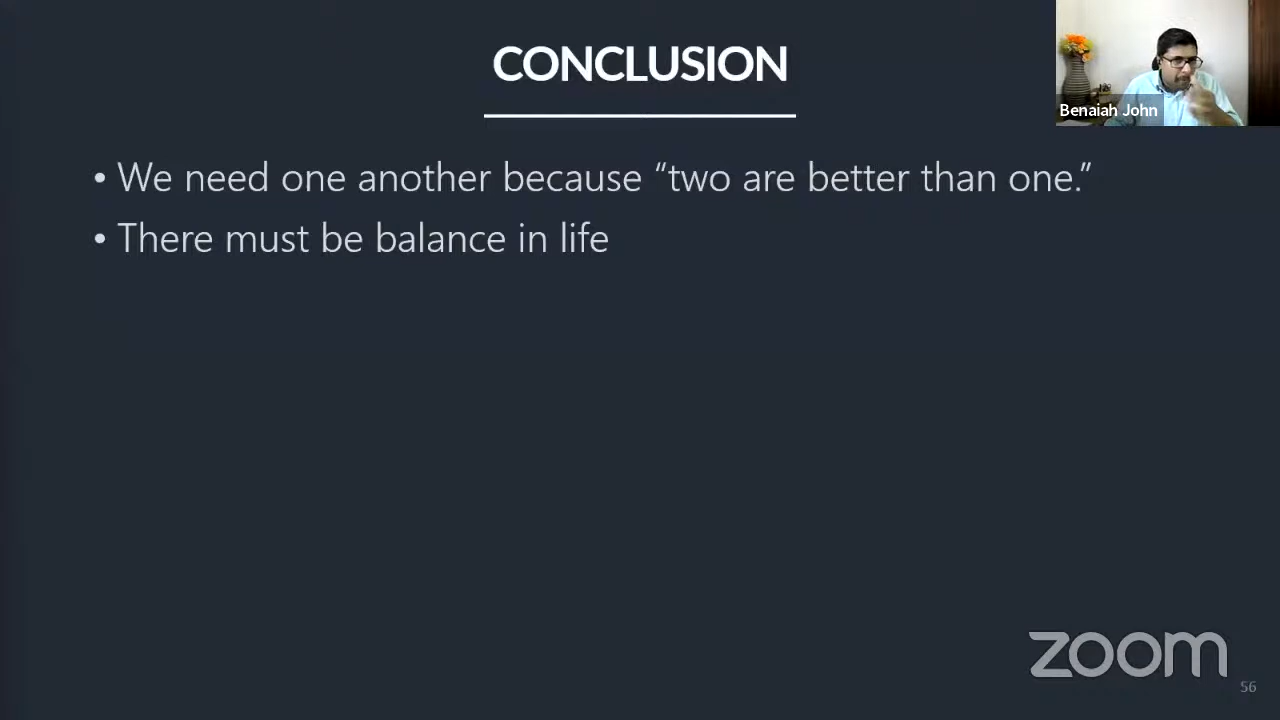 CONCLUSION
Benaiah John
• We need one another because “two are better than one.”
• There must be balance in life
zoom
56